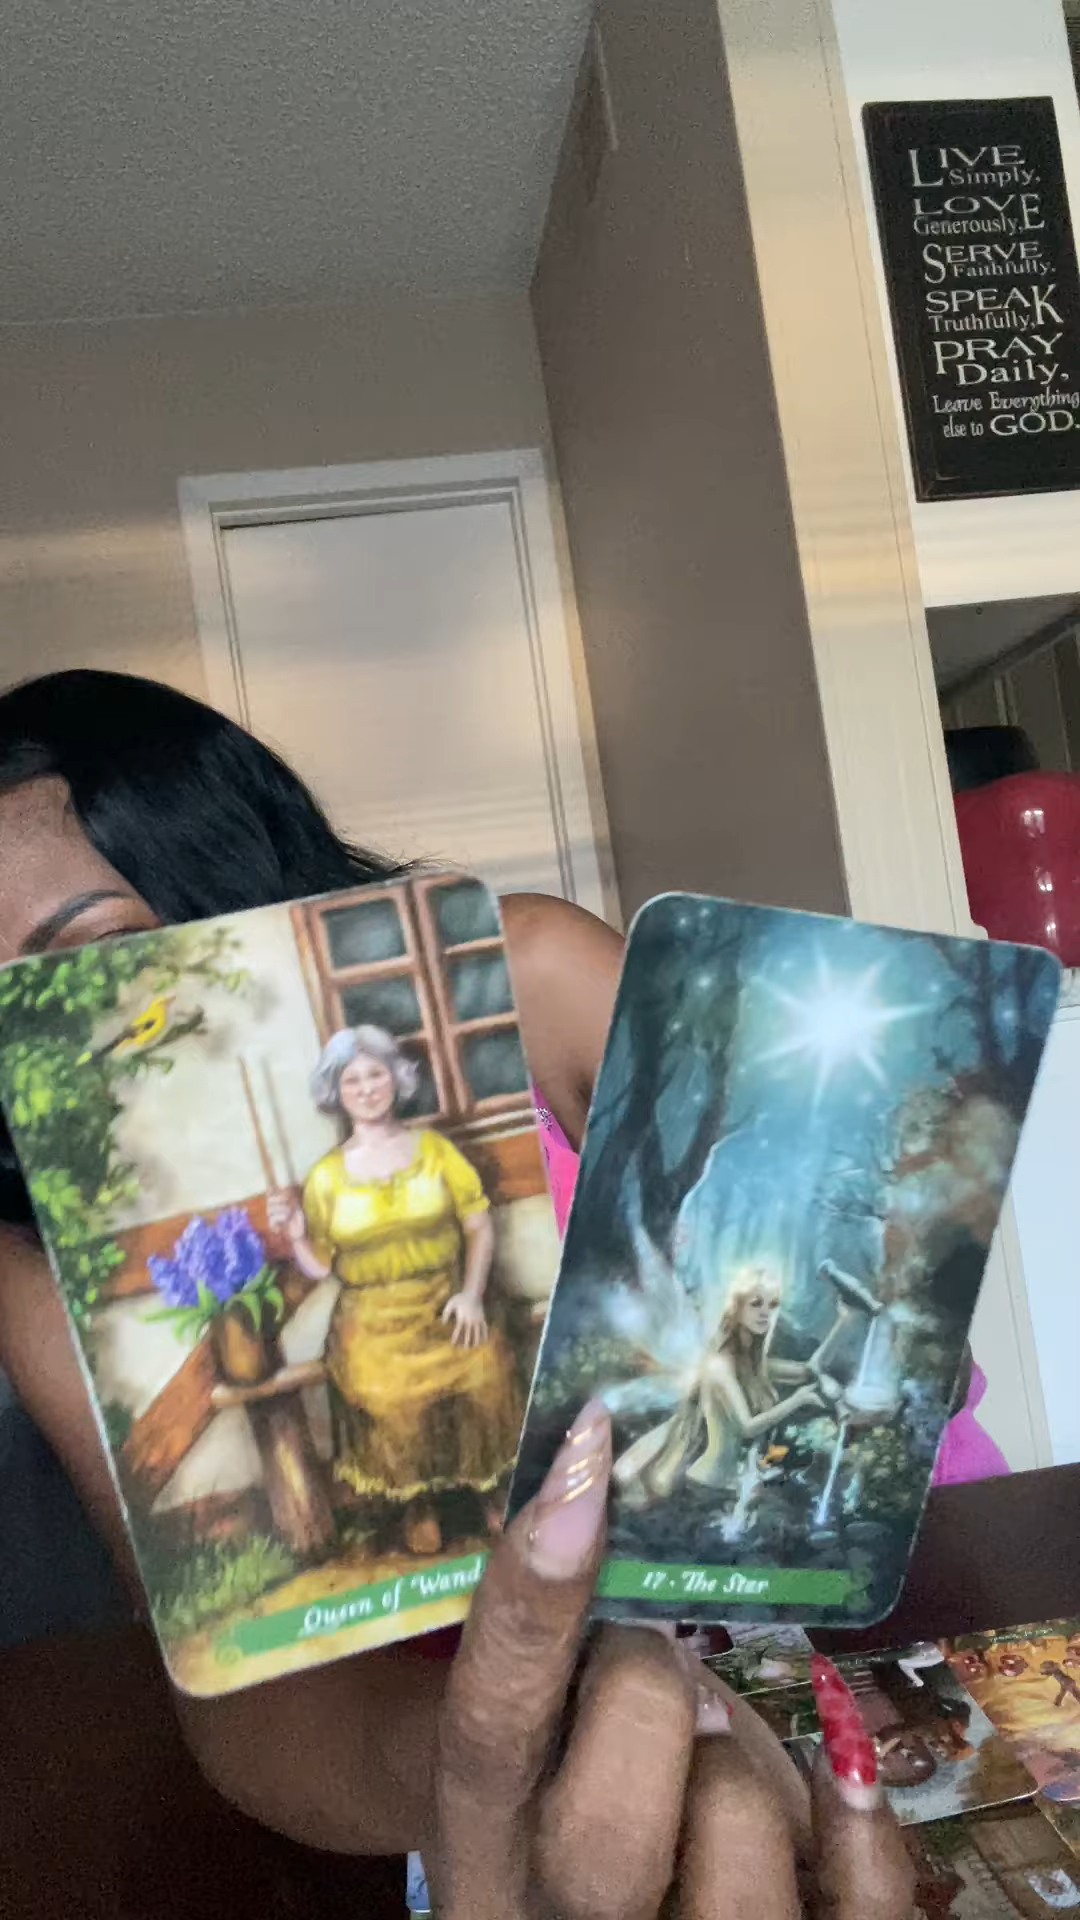 LIVE
Simply,
LOVE
Generously,
SERVE
Faithfully.
SPEAK
Truthfully,
PRAY
Daily,
Leave Everything
else to GOD.
Queen of Wand
17 · The Star